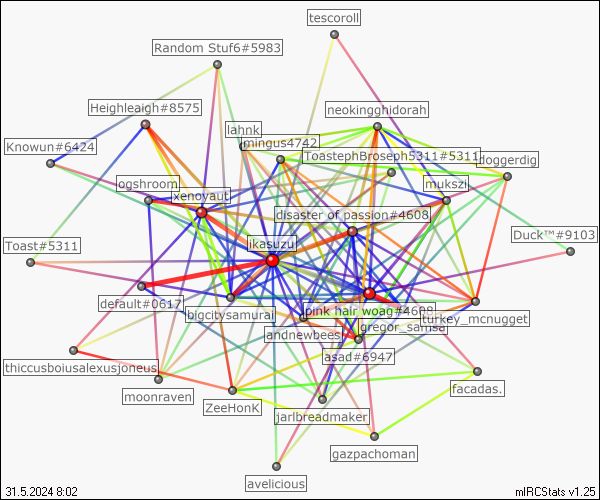 tescoroll
Random Stuf6#5983
Heighleaigh#8575
neokingghidorah
lahnk
mingus4742
Knowun#6424
ToastephBroseph5311#5311
doggerdig
ogshroom
mukszi
xenoyaut
disaster of passion#4608
Duck™#9103
Toast#5311
ikasuzu
default#0617
bigcitysamurai
pink hair woag#4608
turkey_mcnugget
andnewbees
gregor_samsa
asad#6947
thiccusboiusalexusjoneus
moonraven
facadas.
ZeeHonK
jarlbreadmaker
gazpachoman
avelicious
31.5.2024 8:02
mIRCStats v1.25